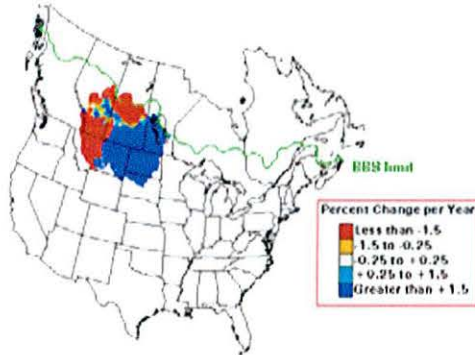 BBS limit
Percent Change per Year
Less than -1.5
-1.5 to -0.25
-0.25 to +0.25
+0.25 to + 1.5
Greater than + 1.5